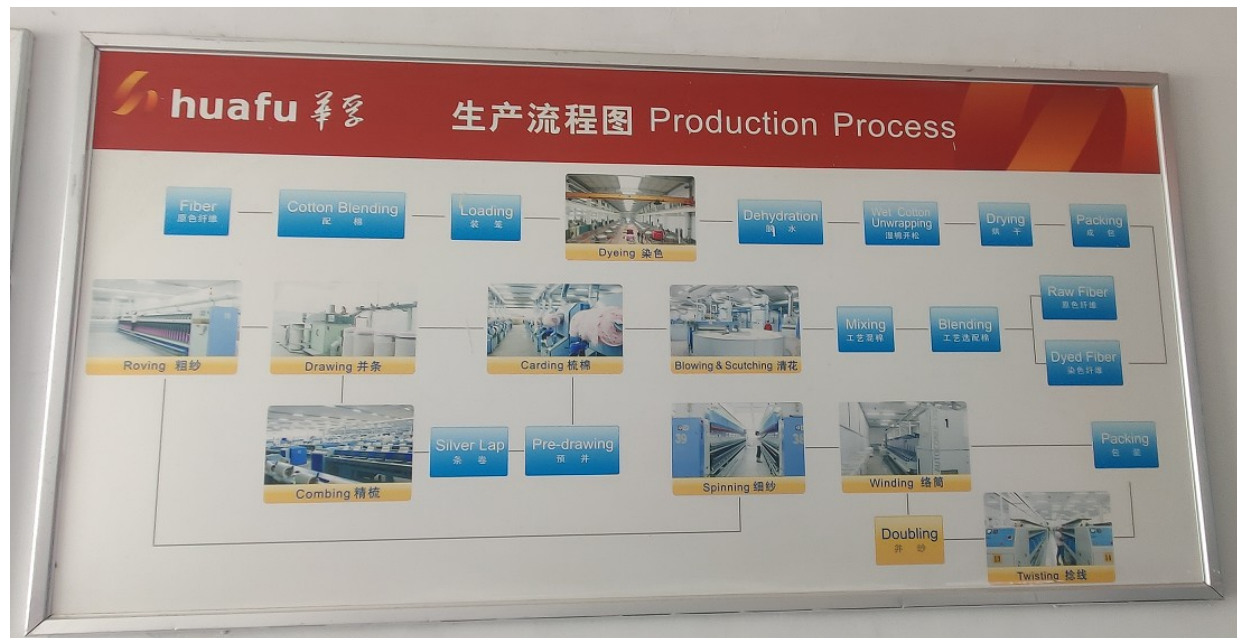 huafu 華孚
生产流程图 Production Process
Fiber
原色纤维
Cotton Blending
配 棉
Loading
装 笼
Dyeing 染色
Dehydration
脱 水
Wet Cotton
Unwrapping
湿棉开松
Drying
烘 干
Packing
成 包
Raw Fiber
原色纤维
Dyed Fiber
染色纤维
Blending
工艺选配棉
Mixing
工艺混棉
Blowing & Scutching 清花
Carding 梳棉
Drawing 并条
Roving 粗纱
Combing 精梳
Silver Lap
条 卷
Pre-drawing
预 并
39
38
Spinning 细纱
1
Winding 络筒
Packing
包 装
Doubling
并 纱
Twisting 捻线